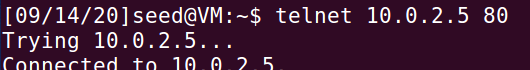 [09/14/20]seed@VM:~$ telnet 10.0.2.5 80
Trying 10.0.2.5...
Connected to 10.0.2.5.